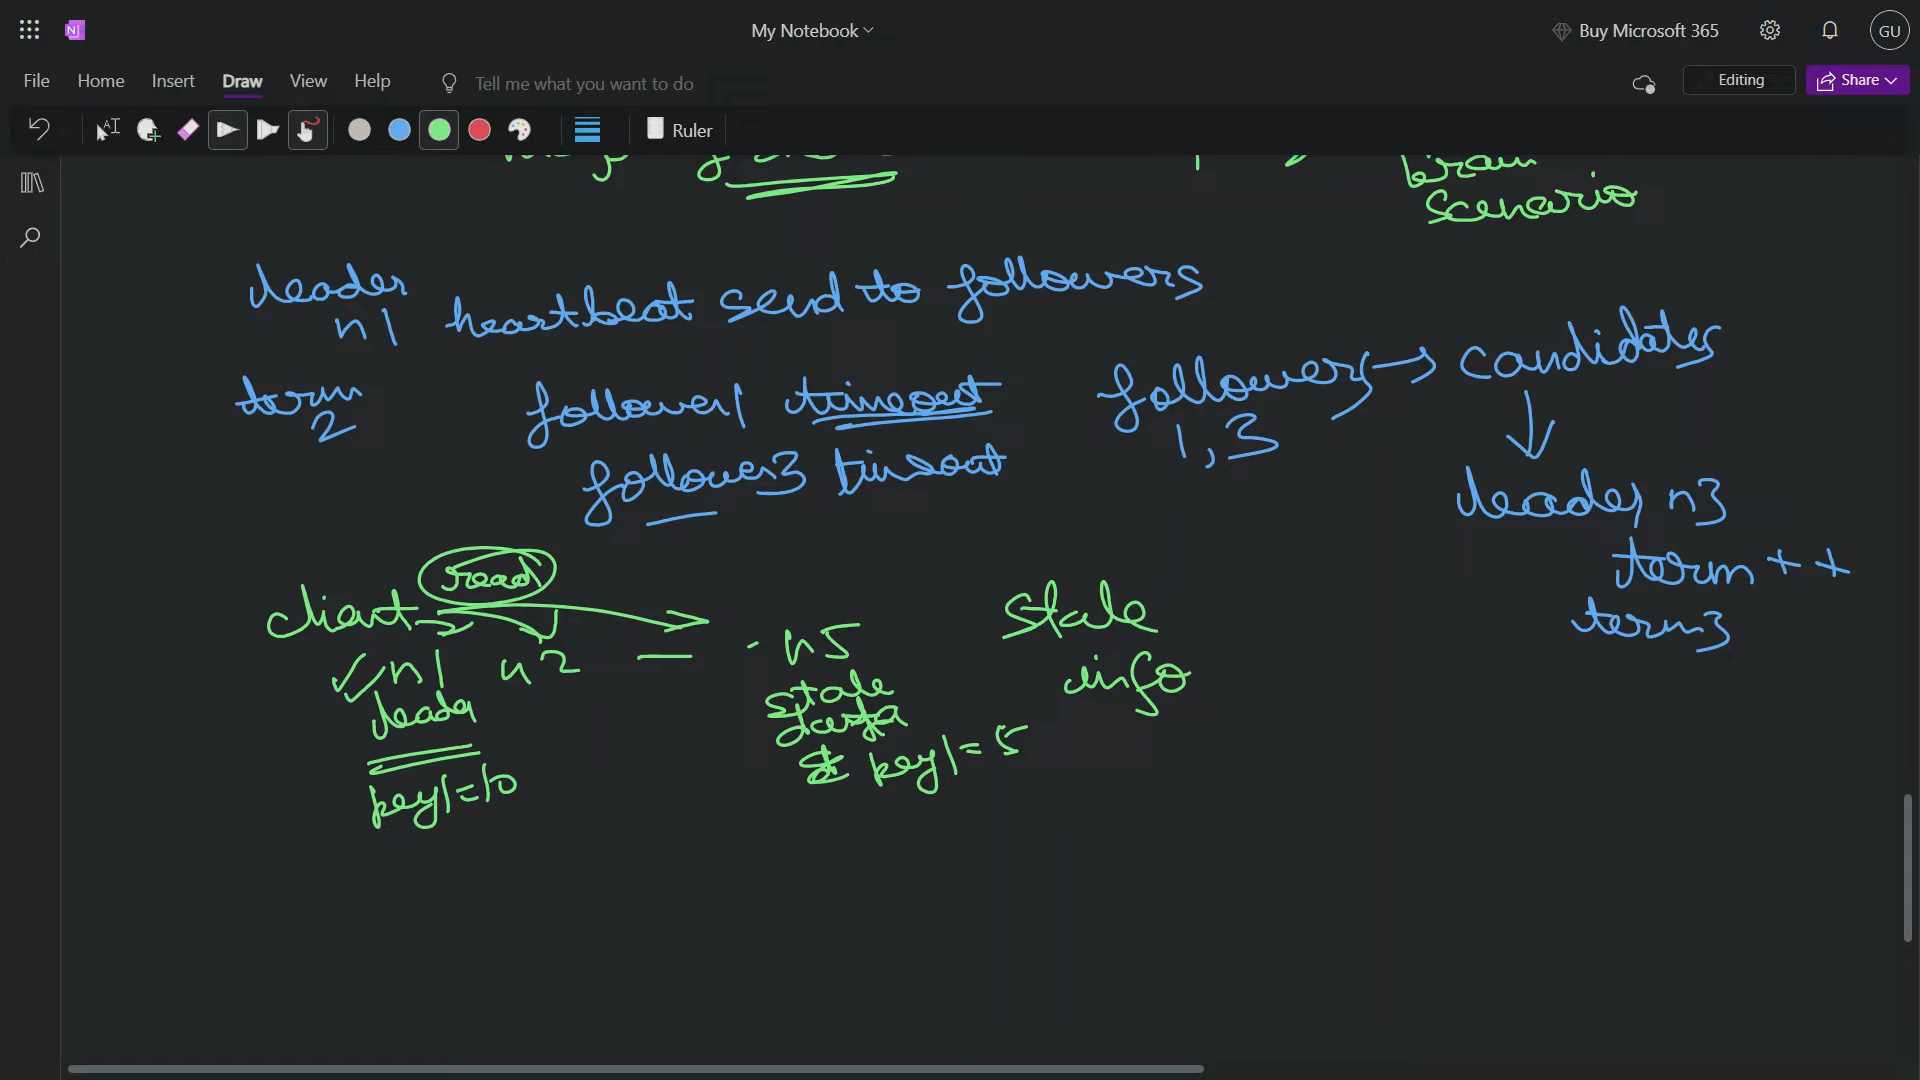 My Notebook
Buy Microsoft 365
GU
File Home Insert Draw View Help
Tell me what you want to do
Editing
Share
Ruler
brain
scenario
leader
n1
heartbeat send to followers
term
2
follower1 timeout
follower3 timeout
followers → candidates
1, 3
leader n3
term++
term3
client → read
n1 n2 — - n5
leader
key1=10
stale
data
key1=5
Stale
info